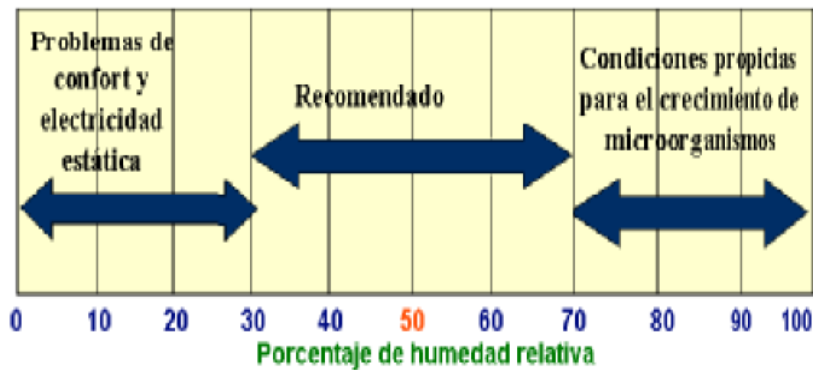 Problemas de
confort y
electricidad
estática
Recomendado
Condiciones propicias
para el crecimiento de
microorganismos
0 10 20 30 40 50 60 70 80 90 100
Porcentaje de humedad relativa